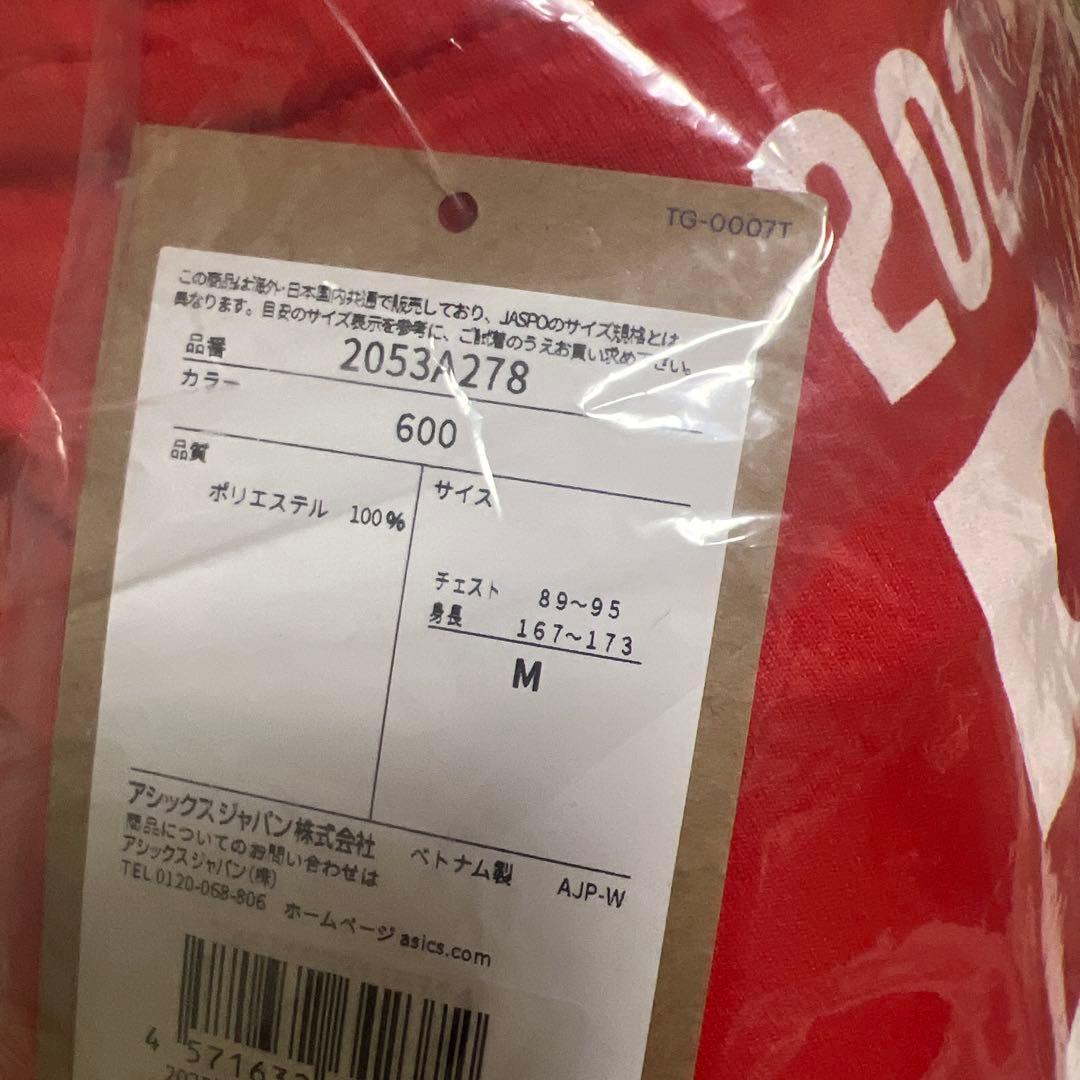 TG-0007T
202
この商品は海外・日本国内共通で販売しており、JASPOのサイズ規格とは
異なります。目安のサイズ表示を参考に、ご試着のうえお買い求め下さい。
品番 2053A278
カラー
600
品質
ポリエステル 100%
サイズ
チェスト 89~95
身長 167~173
M
アシックスジャパン株式会社 ベトナム製 AJP-W
商品についてのお問い合わせは
アシックスジャパン(株)
TEL 0120-068-806 ホームページ asics.com
4 571633